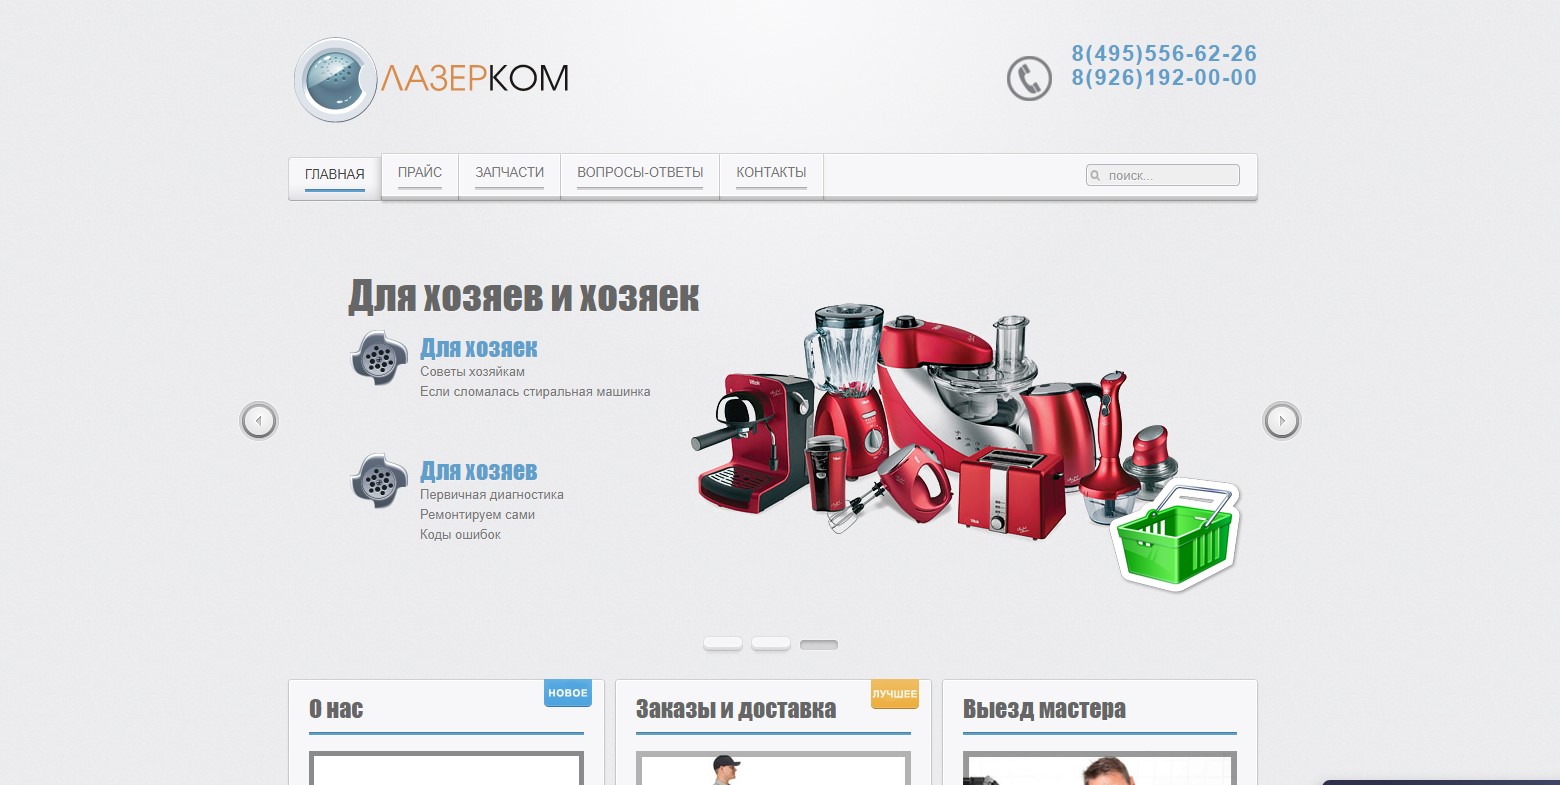 ЛАЗЕРКОМ
8(495)556-62-26
8(926)192-00-00
ГЛАВНАЯ
ПРАЙС
ЗАПЧАСТИ
ВОПРОСЫ-ОТВЕТЫ
КОНТАКТЫ
поиск...
Для хозяев и хозяек
Для хозяек
Советы хозяйкам
Если сломалась стиральная машинка
Для хозяев
Первичная диагностика
Ремонтируем сами
Коды ошибок
О нас
НОВОЕ
Заказы и доставка
ЛУЧШЕЕ
Выезд мастера